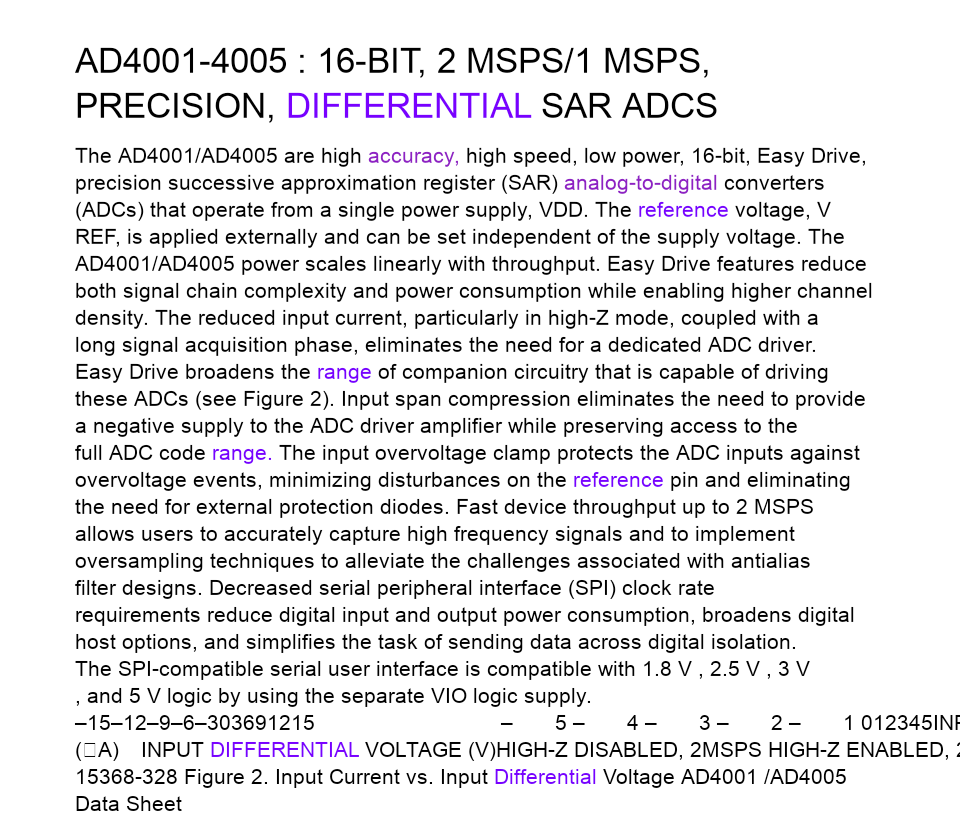 AD4001-4005 : 16-BIT, 2 MSPS/1 MSPS,
PRECISION, DIFFERENTIAL SAR ADCS
The AD4001/AD4005 are high accuracy, high speed, low power, 16-bit, Easy Drive,
precision successive approximation register (SAR) analog-to-digital converters
(ADCs) that operate from a single power supply, VDD. The reference voltage, V
REF, is applied externally and can be set independent of the supply voltage. The
AD4001/AD4005 power scales linearly with throughput. Easy Drive features reduce
both signal chain complexity and power consumption while enabling higher channel
density. The reduced input current, particularly in high-Z mode, coupled with a
long signal acquisition phase, eliminates the need for a dedicated ADC driver.
Easy Drive broadens the range of companion circuitry that is capable of driving
these ADCs (see Figure 2). Input span compression eliminates the need to provide
a negative supply to the ADC driver amplifier while preserving access to the
full ADC code range. The input overvoltage clamp protects the ADC inputs against
overvoltage events, minimizing disturbances on the reference pin and eliminating
the need for external protection diodes. Fast device throughput up to 2 MSPS
allows users to accurately capture high frequency signals and to implement
oversampling techniques to alleviate the challenges associated with antialias
filter designs. Decreased serial peripheral interface (SPI) clock rate
requirements reduce digital input and output power consumption, broadens digital
host options, and simplifies the task of sending data across digital isolation.
The SPI-compatible serial user interface is compatible with 1.8 V , 2.5 V , 3 V
, and 5 V logic by using the separate VIO logic supply.
–15–12–9–6–303691215 – 5 – 4 – 3 – 2 – 1 012345INP
(□A) INPUT DIFFERENTIAL VOLTAGE (V)HIGH-Z DISABLED, 2MSPS HIGH-Z ENABLED, 2
15368-328 Figure 2. Input Current vs. Input Differential Voltage AD4001 /AD4005
Data Sheet